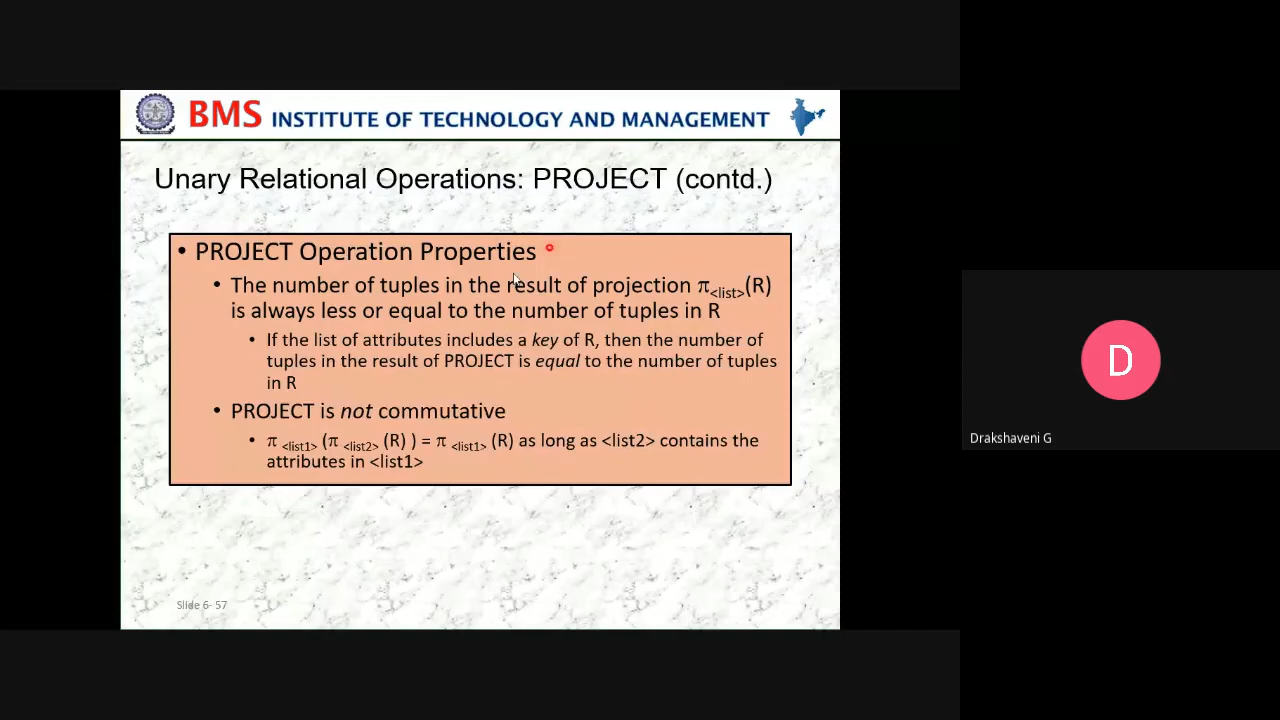 BMS INSTITUTE OF TECHNOLOGY AND MANAGEMENT
Unary Relational Operations: PROJECT (contd.)
• PROJECT Operation Properties
• The number of tuples in the result of projection π<list>(R)
is always less or equal to the number of tuples in R
• If the list of attributes includes a key of R, then the number of
tuples in the result of PROJECT is equal to the number of tuples
in R
• PROJECT is not commutative
• π <list1> (π <list2> (R) ) = π <list1> (R) as long as <list2> contains the
attributes in <list1>
Slide 6- 57
D
Drakshaveni G